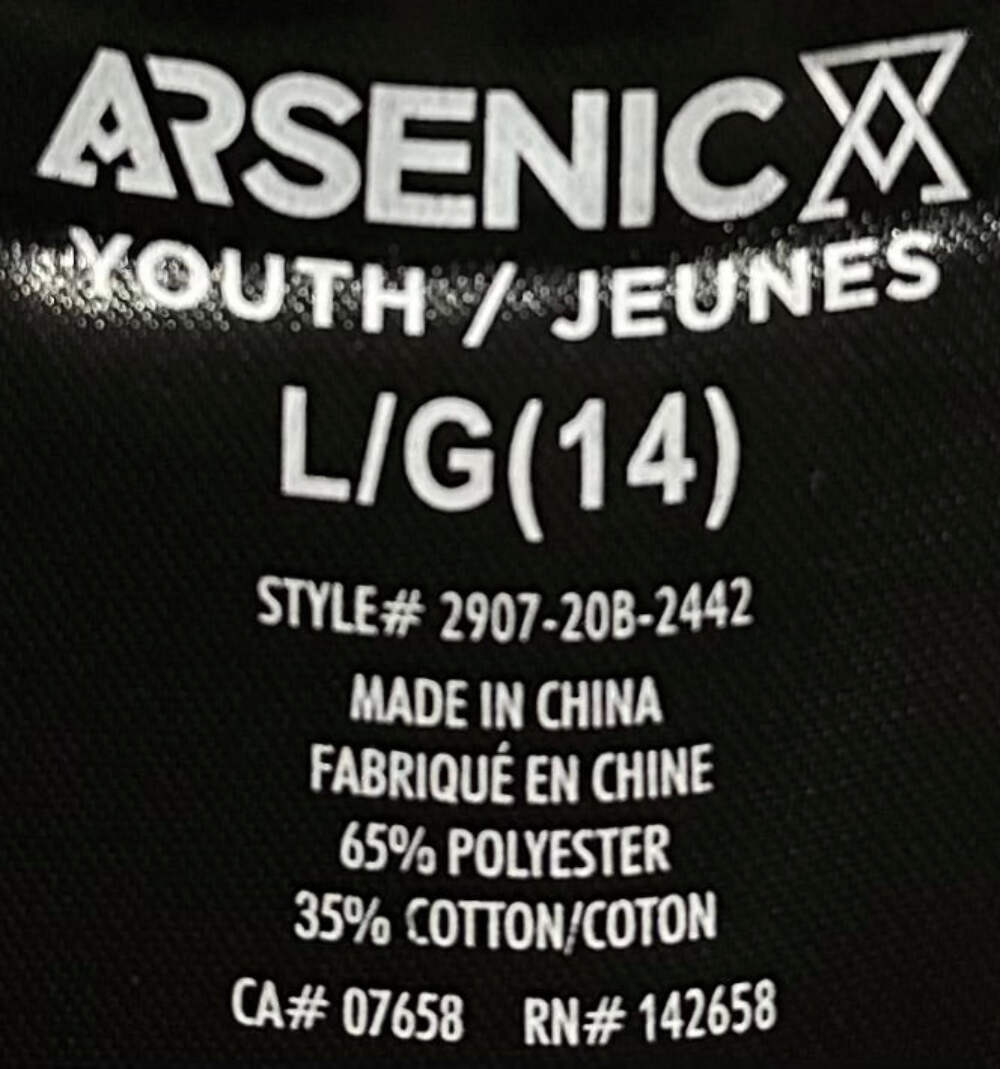 ARSENIC
YOUTH / JEUNES
L/G(14)
STYLE# 2907-20B-2442
MADE IN CHINA
FABRIQUÉ EN CHINE
65% POLYESTER
35% COTTON/COTON
CA# 07658 RN# 142658